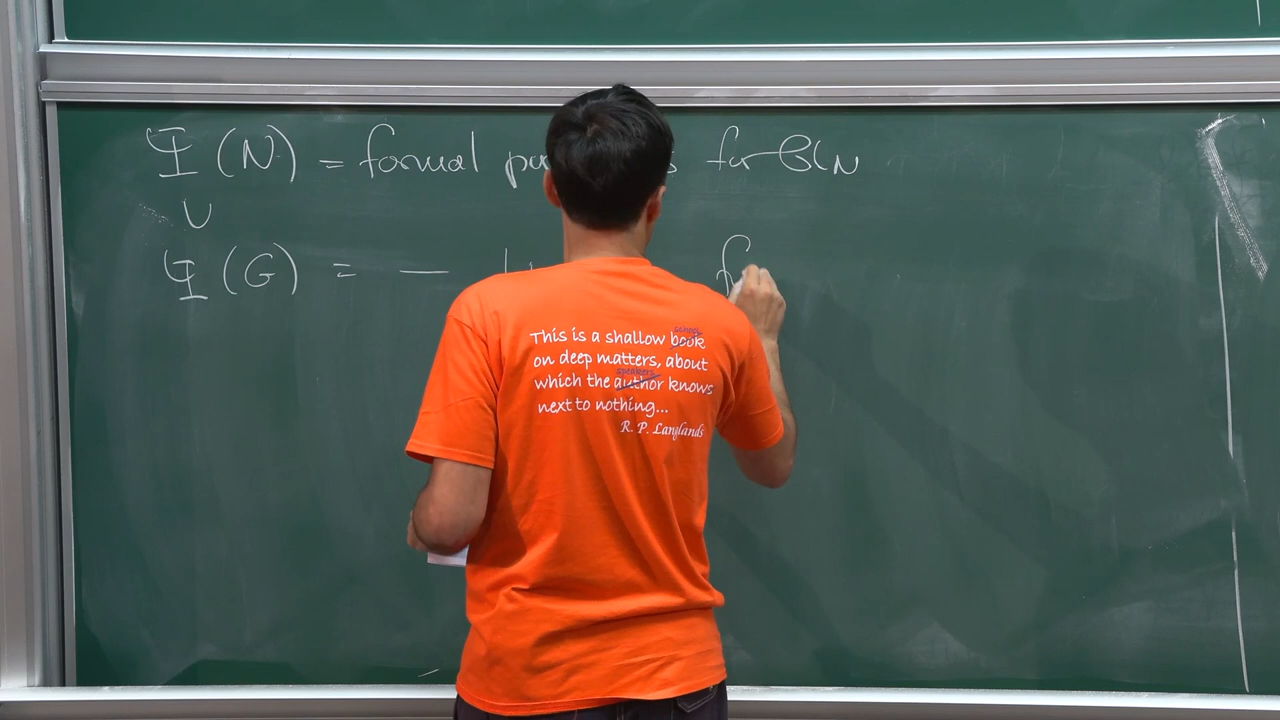 Ψ (N) = formal s for GLN
∪
Ψ (G) = — f
This is a shallow book school
on deep matters, about
which the author speakers knows
next to nothing...
R. P. Langlands